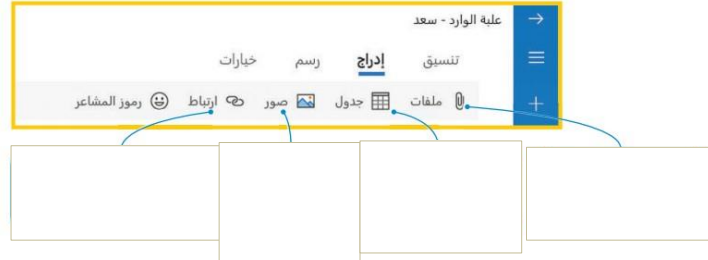 علبة الوارد - سعد
تنسيق إدراج رسم خيارات
ملفات جدول صور ارتباط رموز المشاعر